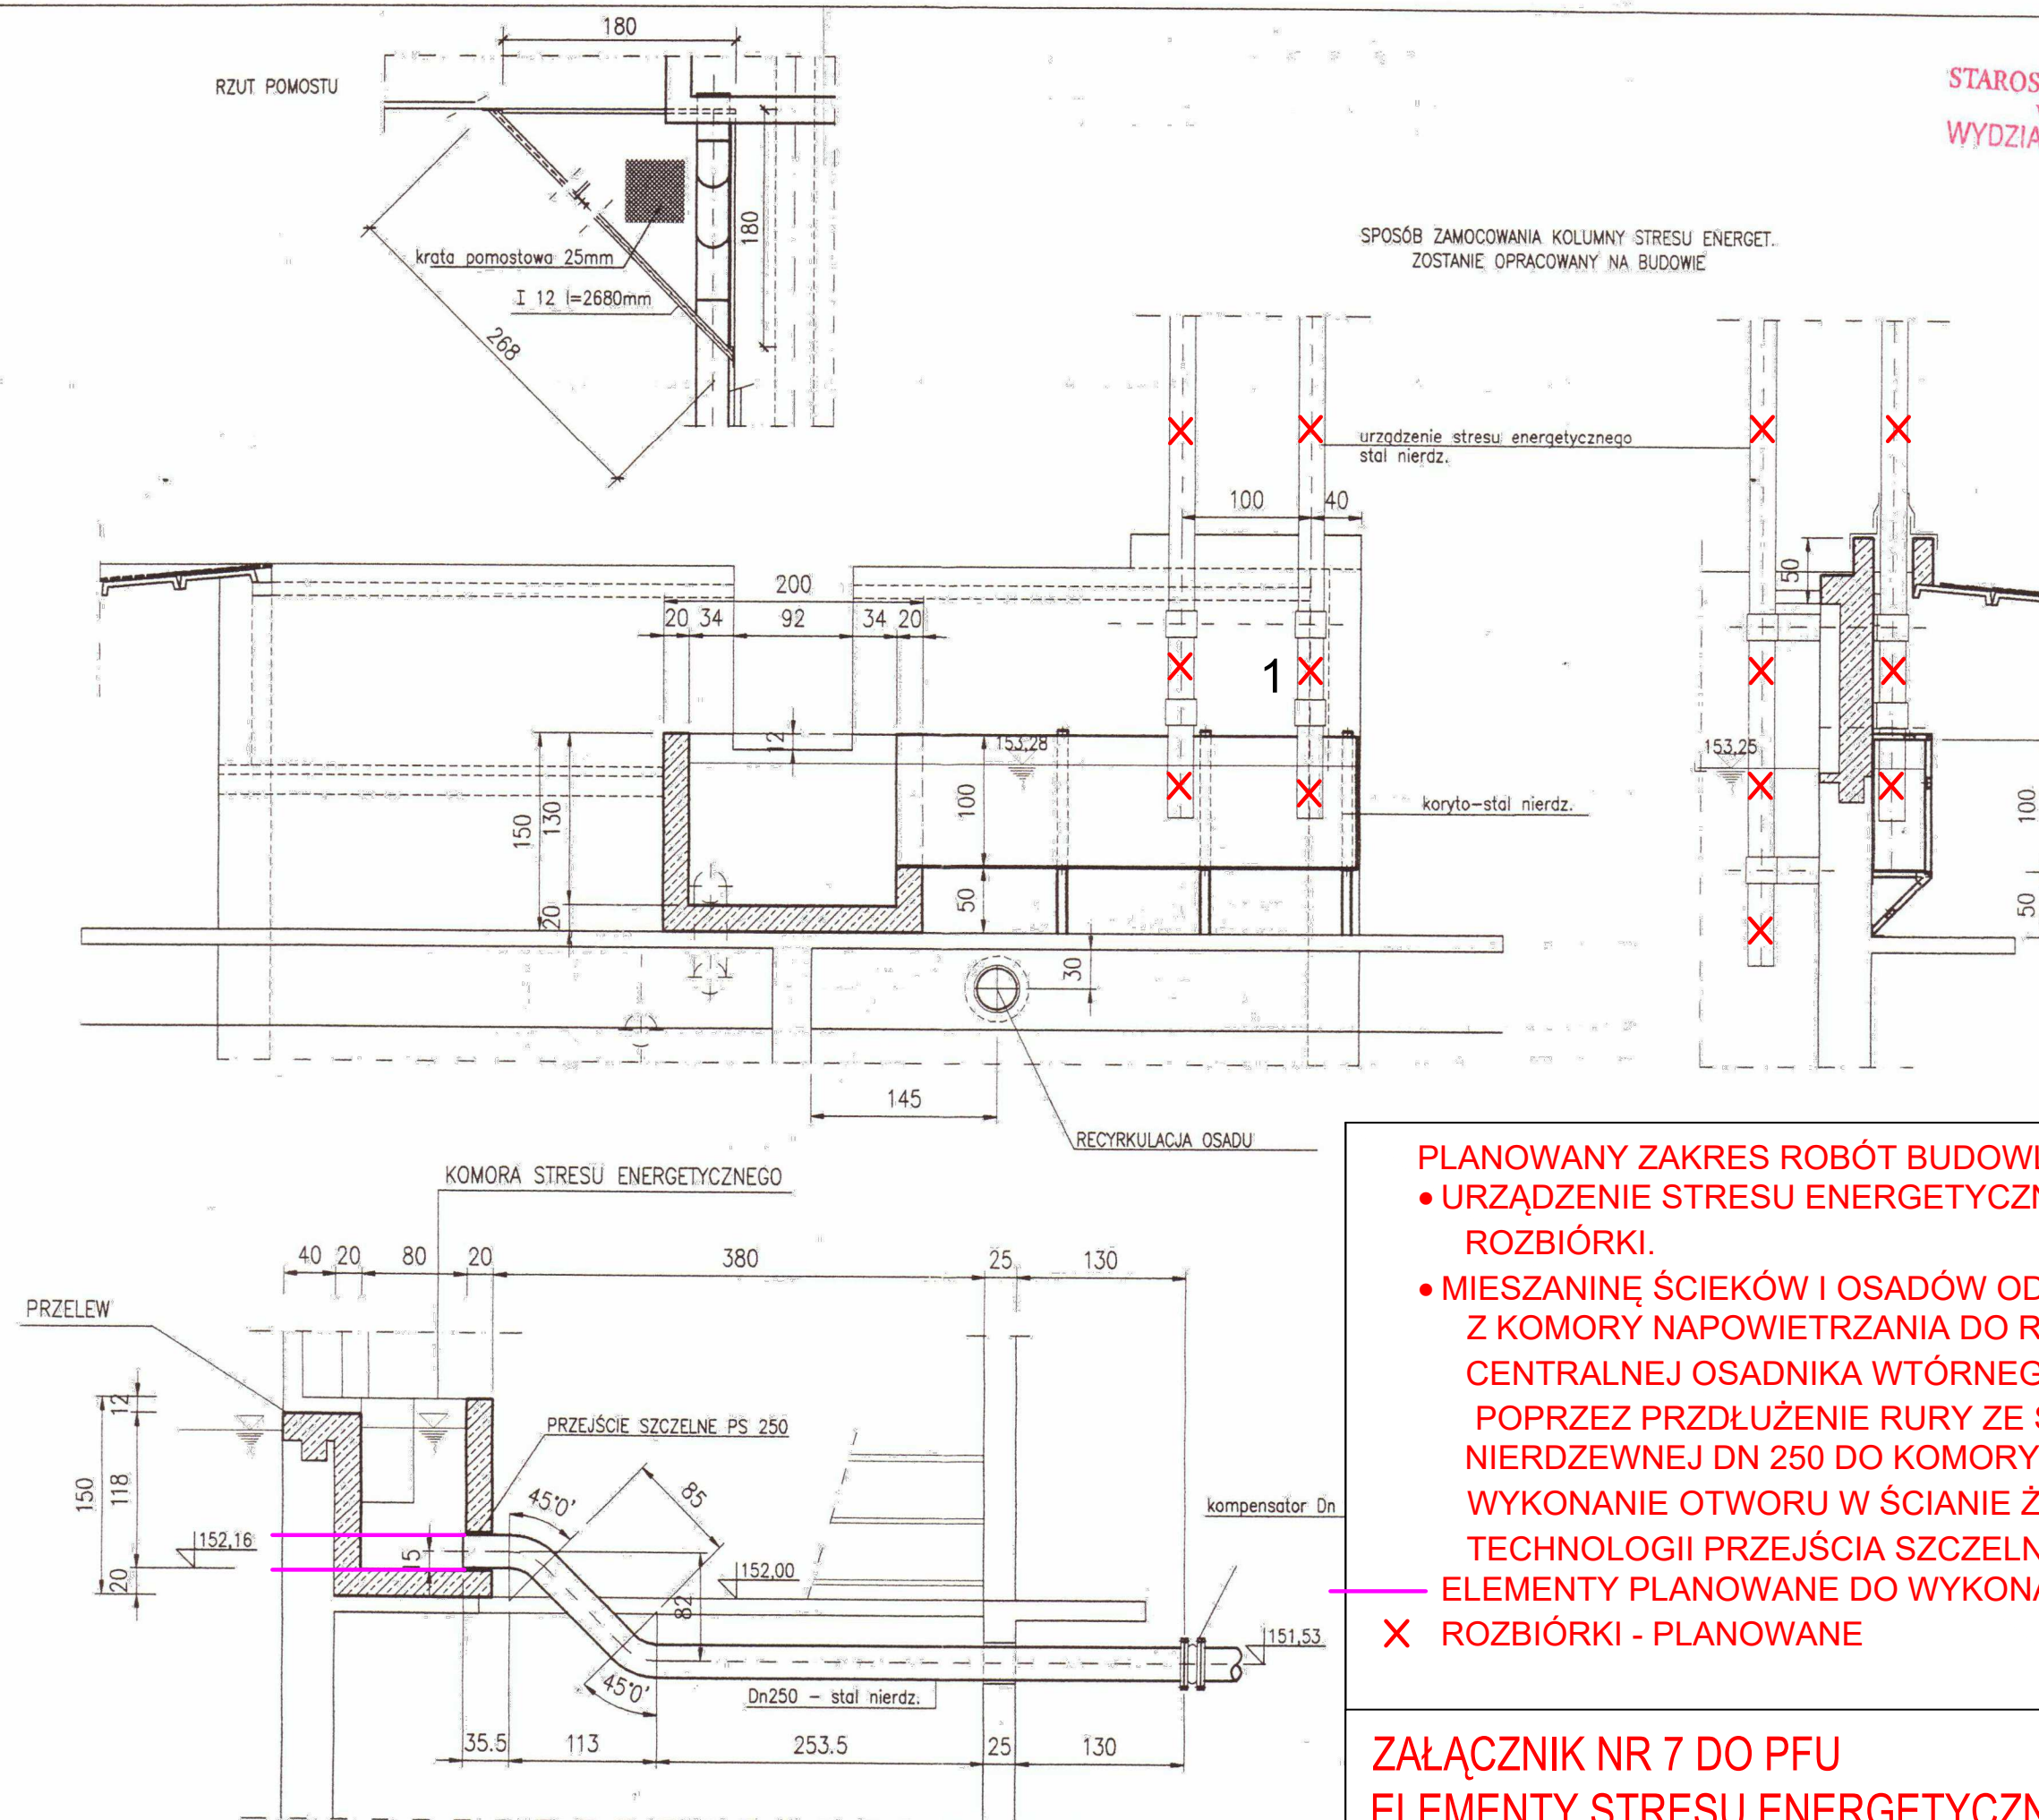 180
RZUT POMOSTU
STAROS
WYDZIA
krata pomostowa 25mm
I 12 l=2680mm
180
268
SPOSÓB ZAMOCOWANIA KOLUMNY STRESU ENERGET.
ZOSTANIE OPRACOWANY NA BUDOWIE
urządzenie stresu energetycznego
stal nierdz.
100 40
200
20 34 92 34 20
50
1
12
153,28
153,25
150 130 100
koryto-stal nierdz.
100
20 50
50
30
145
RECYRKULACJA OSADU
KOMORA STRESU ENERGETYCZNEGO
40 20 80 20 380 25 130
PRZELEW
12
PRZEJŚCIE SZCZELNE PS 250
150 118
45°0'
85
kompensator Dn
152,16
15
152,00
20
82
151,53
45°0'
Dn250 - stal nierdz.
35.5 113 253.5 25 130
PLANOWANY ZAKRES ROBÓT BUDOWL
• URZĄDZENIE STRESU ENERGETYCZN
ROZBIÓRKI.
• MIESZANINĘ ŚCIEKÓW I OSADÓW OD
Z KOMORY NAPOWIETRZANIA DO R
CENTRALNEJ OSADNIKA WTÓRNEG
POPRZEZ PRZDŁUŻENIE RURY ZE S
NIERDZEWNEJ DN 250 DO KOMORY
WYKONANIE OTWORU W ŚCIANIE Ż
TECHNOLOGII PRZEJŚCIA SZCZELN
ELEMENTY PLANOWANE DO WYKONA
X ROZBIÓRKI - PLANOWANE
ZAŁĄCZNIK NR 7 DO PFU
ELEMENTY STRESU ENERGETYCZN